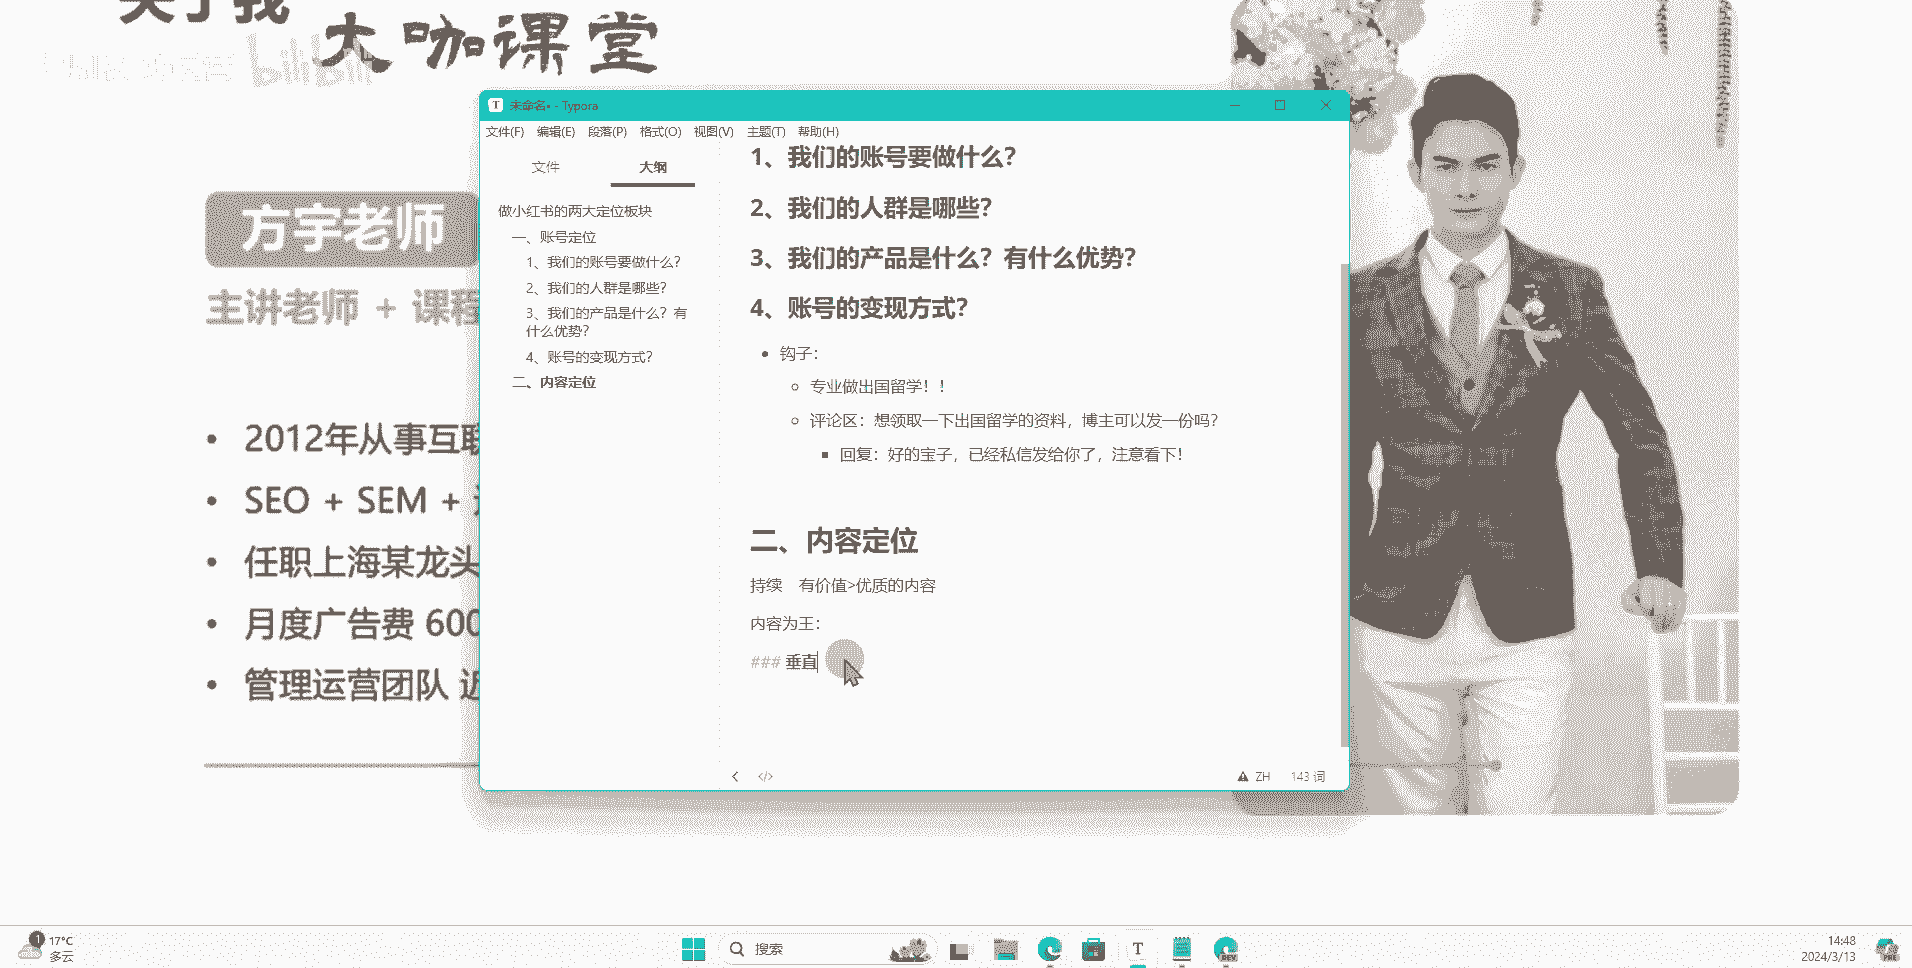 关于我
大咖课堂
bilibili
方宇老师
主讲老师 + 课程
2012年从事互联
SEO + SEM +
任职上海某龙头
月度广告费 600
管理运营团队 近
未命名• - Typora
文件(F) 编辑(E) 段落(P) 格式(O) 视图(V) 主题(T) 帮助(H)
文件 大纲
做小红书的两大定位板块
一、账号定位
1、我们的账号要做什么?
2、我们的人群是哪些?
3、我们的产品是什么? 有
什么优势?
4、账号的变现方式?
二、内容定位
1、我们的账号要做什么?
2、我们的人群是哪些?
3、我们的产品是什么? 有什么优势?
4、账号的变现方式?
钩子:
专业做出国留学! !
评论区: 想领取一下出国留学的资料, 博主可以发一份吗?
回复: 好的宝子, 已经私信发给你了, 注意看下!
二、内容定位
持续 有价值>优质的内容
内容为王:
### 垂直
</> ZH 143 词
1 17°C
多云
搜索
T
DEV
14:48
2024/3/13
PRE